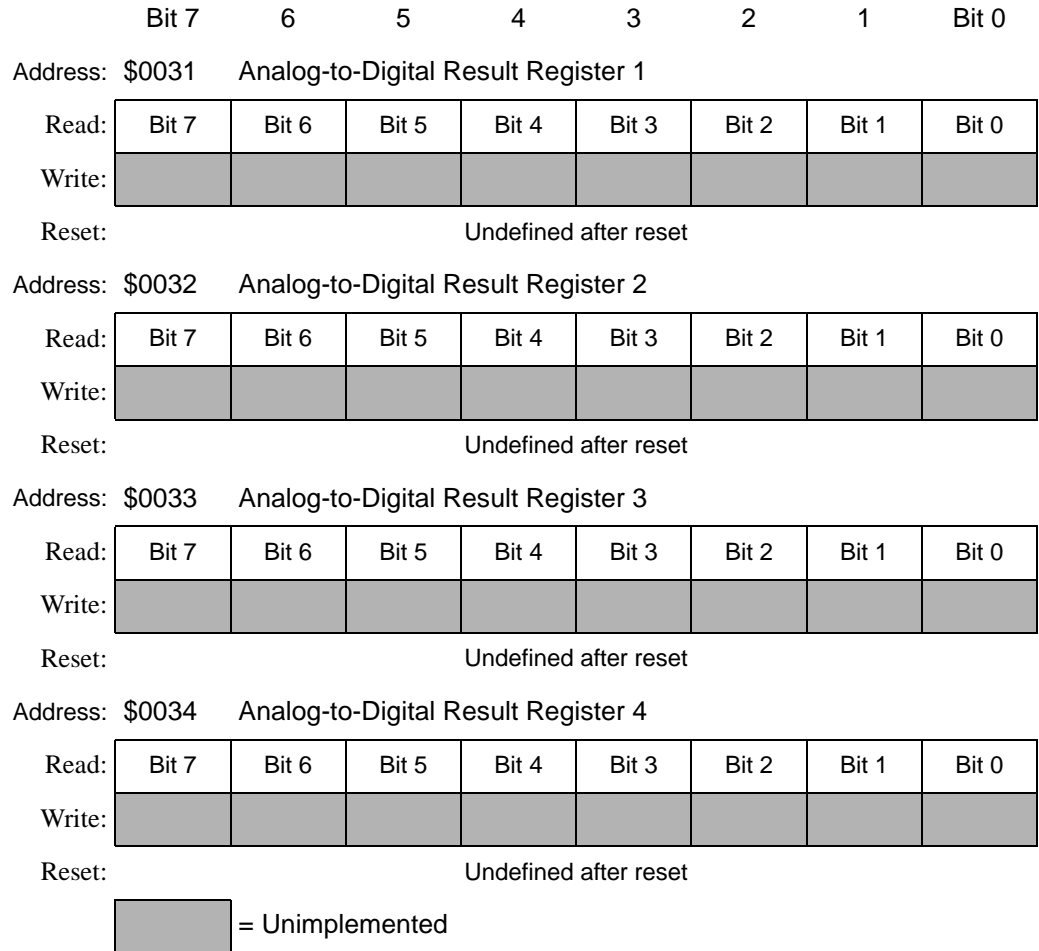 Bit 7 6 5 4 3 2 1 Bit 0
Address: $0031 Analog-to-Digital Result Register 1
Read: Bit 7 Bit 6 Bit 5 Bit 4 Bit 3 Bit 2 Bit 1 Bit 0
Write:
Reset: Undefined after reset
Address: $0032 Analog-to-Digital Result Register 2
Read: Bit 7 Bit 6 Bit 5 Bit 4 Bit 3 Bit 2 Bit 1 Bit 0
Write:
Reset: Undefined after reset
Address: $0033 Analog-to-Digital Result Register 3
Read: Bit 7 Bit 6 Bit 5 Bit 4 Bit 3 Bit 2 Bit 1 Bit 0
Write:
Reset: Undefined after reset
Address: $0034 Analog-to-Digital Result Register 4
Read: Bit 7 Bit 6 Bit 5 Bit 4 Bit 3 Bit 2 Bit 1 Bit 0
Write:
Reset: Undefined after reset
= Unimplemented